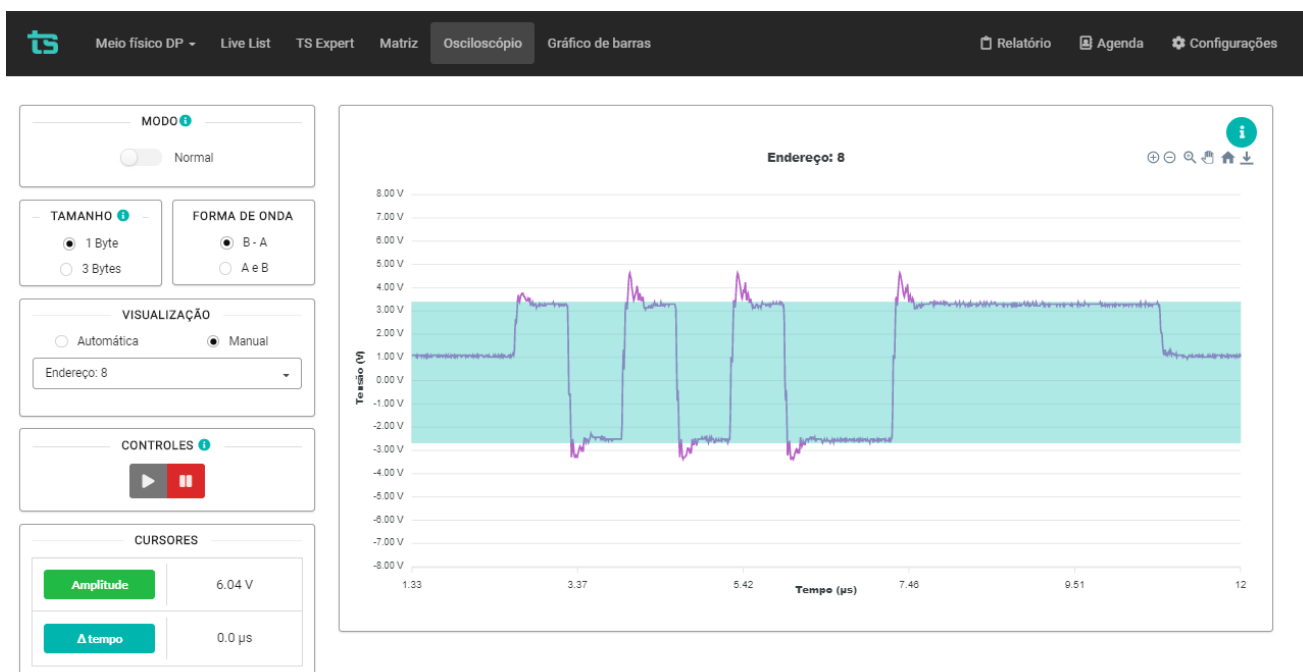 ts Meio físico DP Live List TS Expert Matriz Osciloscópio Gráfico de barras Relatório Agenda Configurações
MODO i
Normal
TAMANHO i
1 Byte
3 Bytes
FORMA DE ONDA
B - A
A e B
VISUALIZAÇÃO
Automática Manual
Endereço: 8
CONTROLES i
CURSORES
Amplitude 6.04 V
Δ tempo 0.0 µs
i
Endereço: 8
8.00 V
7.00 V
6.00 V
5.00 V
4.00 V
3.00 V
2.00 V
1.00 V
0.00 V
-1.00 V
-2.00 V
-3.00 V
-4.00 V
-5.00 V
-6.00 V
-7.00 V
-8.00 V
Tensão (V)
1.33 3.37 5.42 7.46 9.51 12
Tempo (µs)